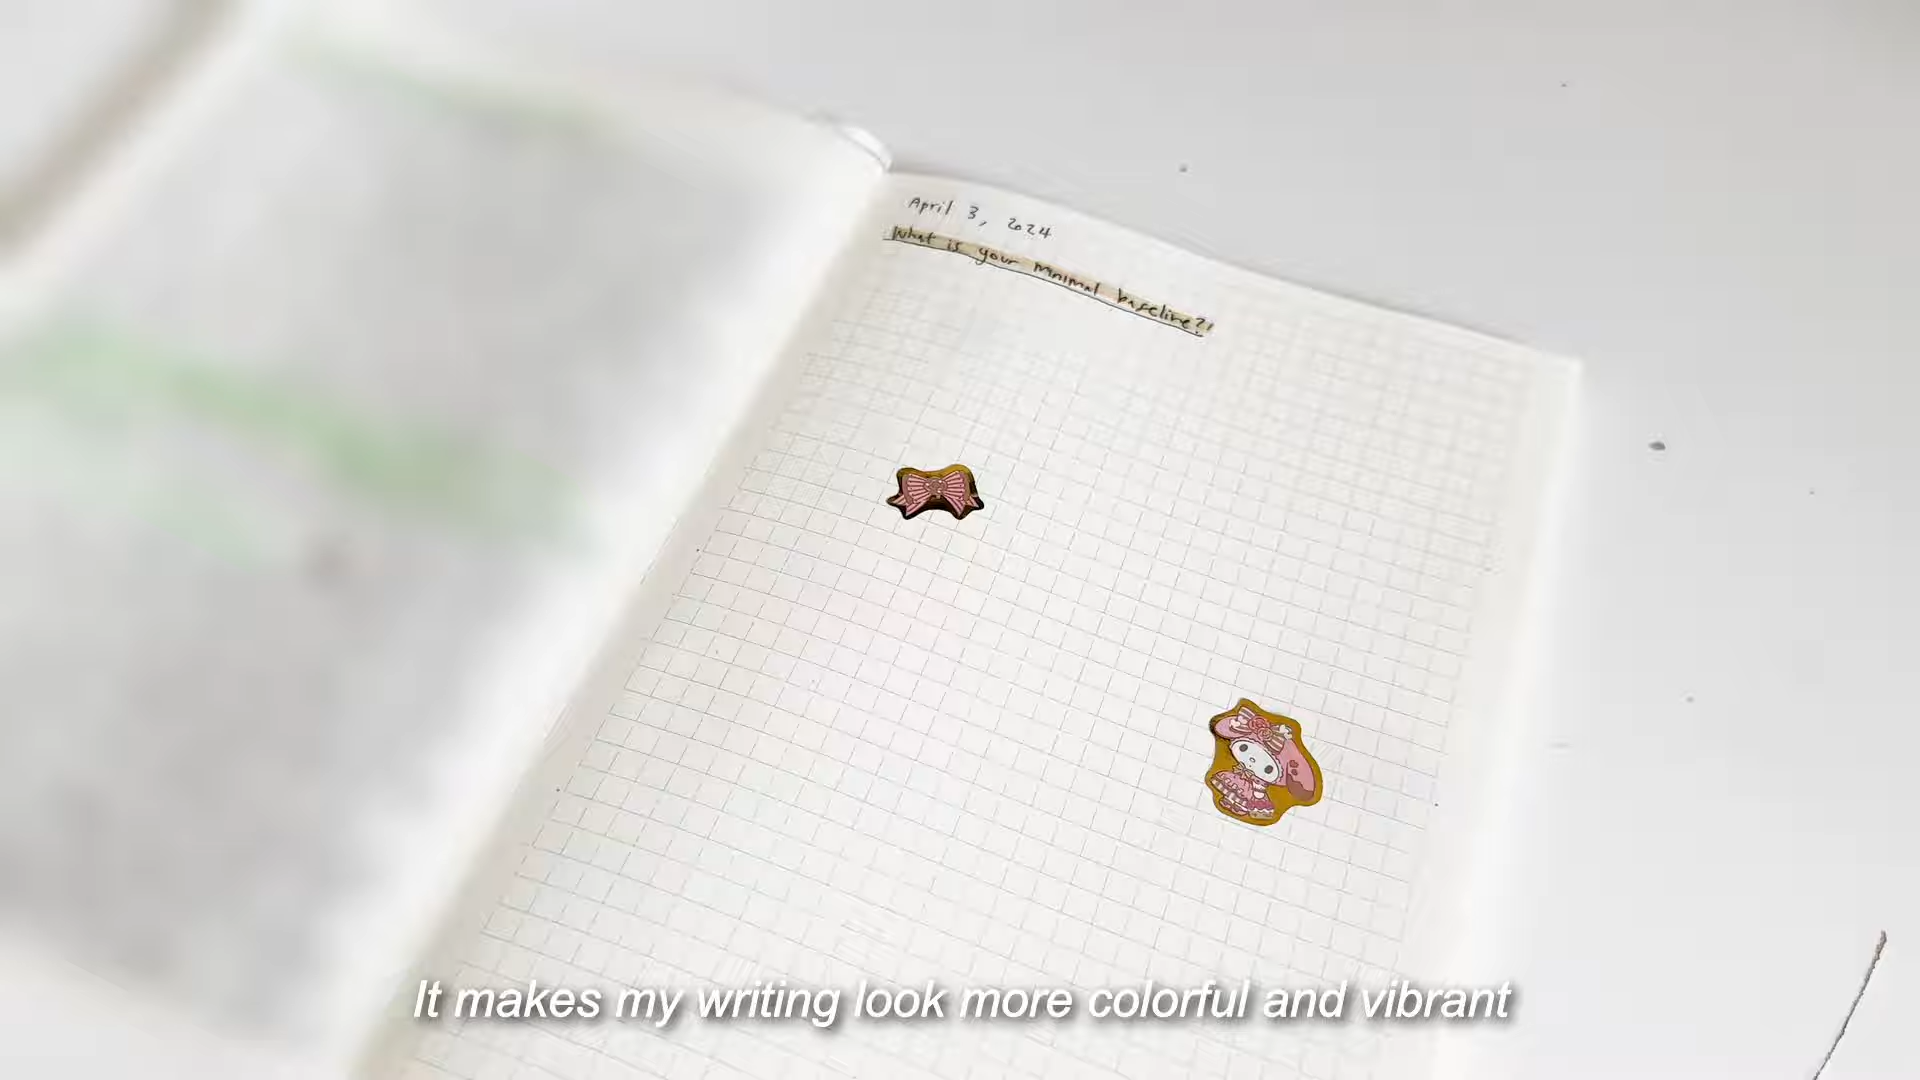 April 3, 2024
What is your minimal baseline??
It makes my writing look more colorful and vibrant